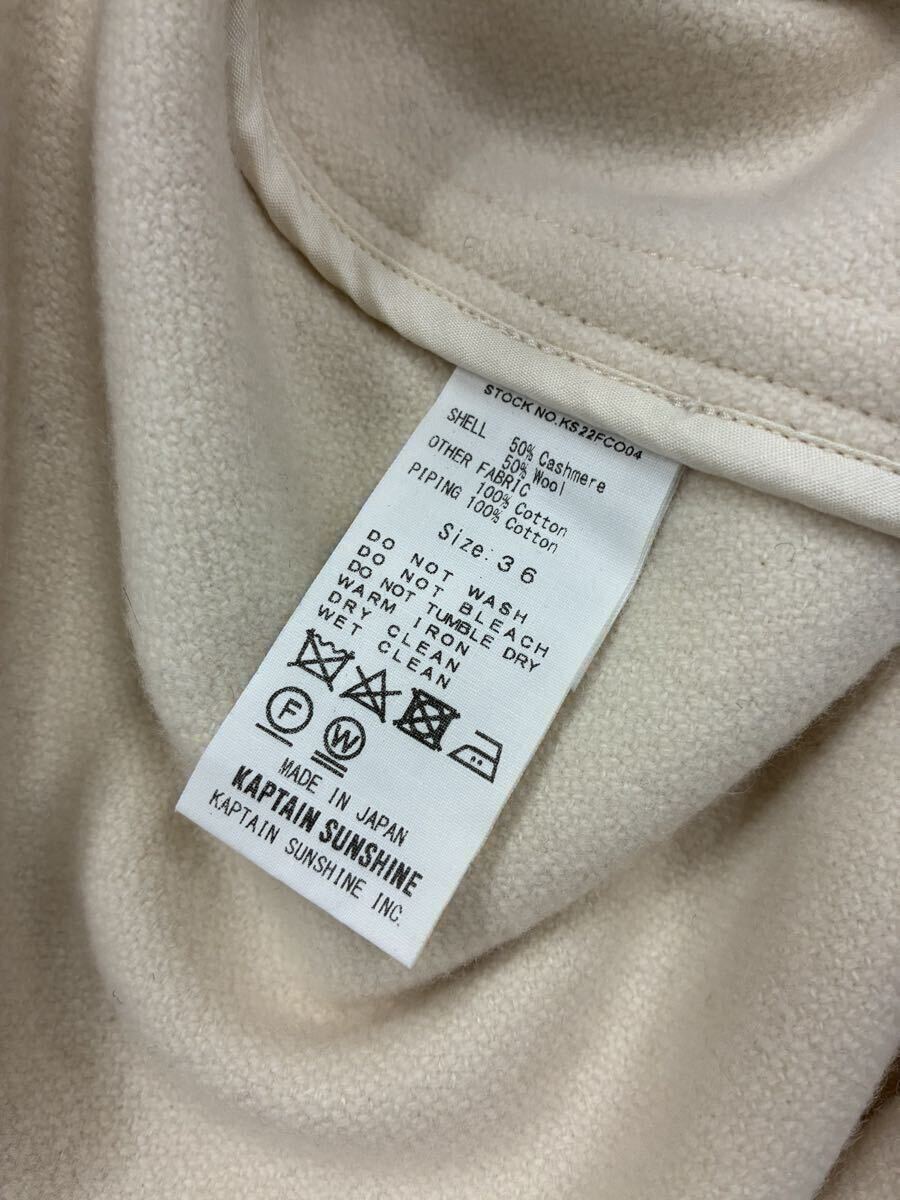 STOCK NO.KS22FCO04
SHELL 50% Cashmere
50% Wool
OTHER FABRIC
100% Cotton
PIPING 100% Cotton
Size: 36
DO NOT WASH
DO NOT BLEACH
DO NOT TUMBLE DRY
WARM IRON
DRY CLEAN
WET CLEAN
F W
MADE IN JAPAN
KAPTAIN SUNSHINE
KAPTAIN SUNSHINE INC.